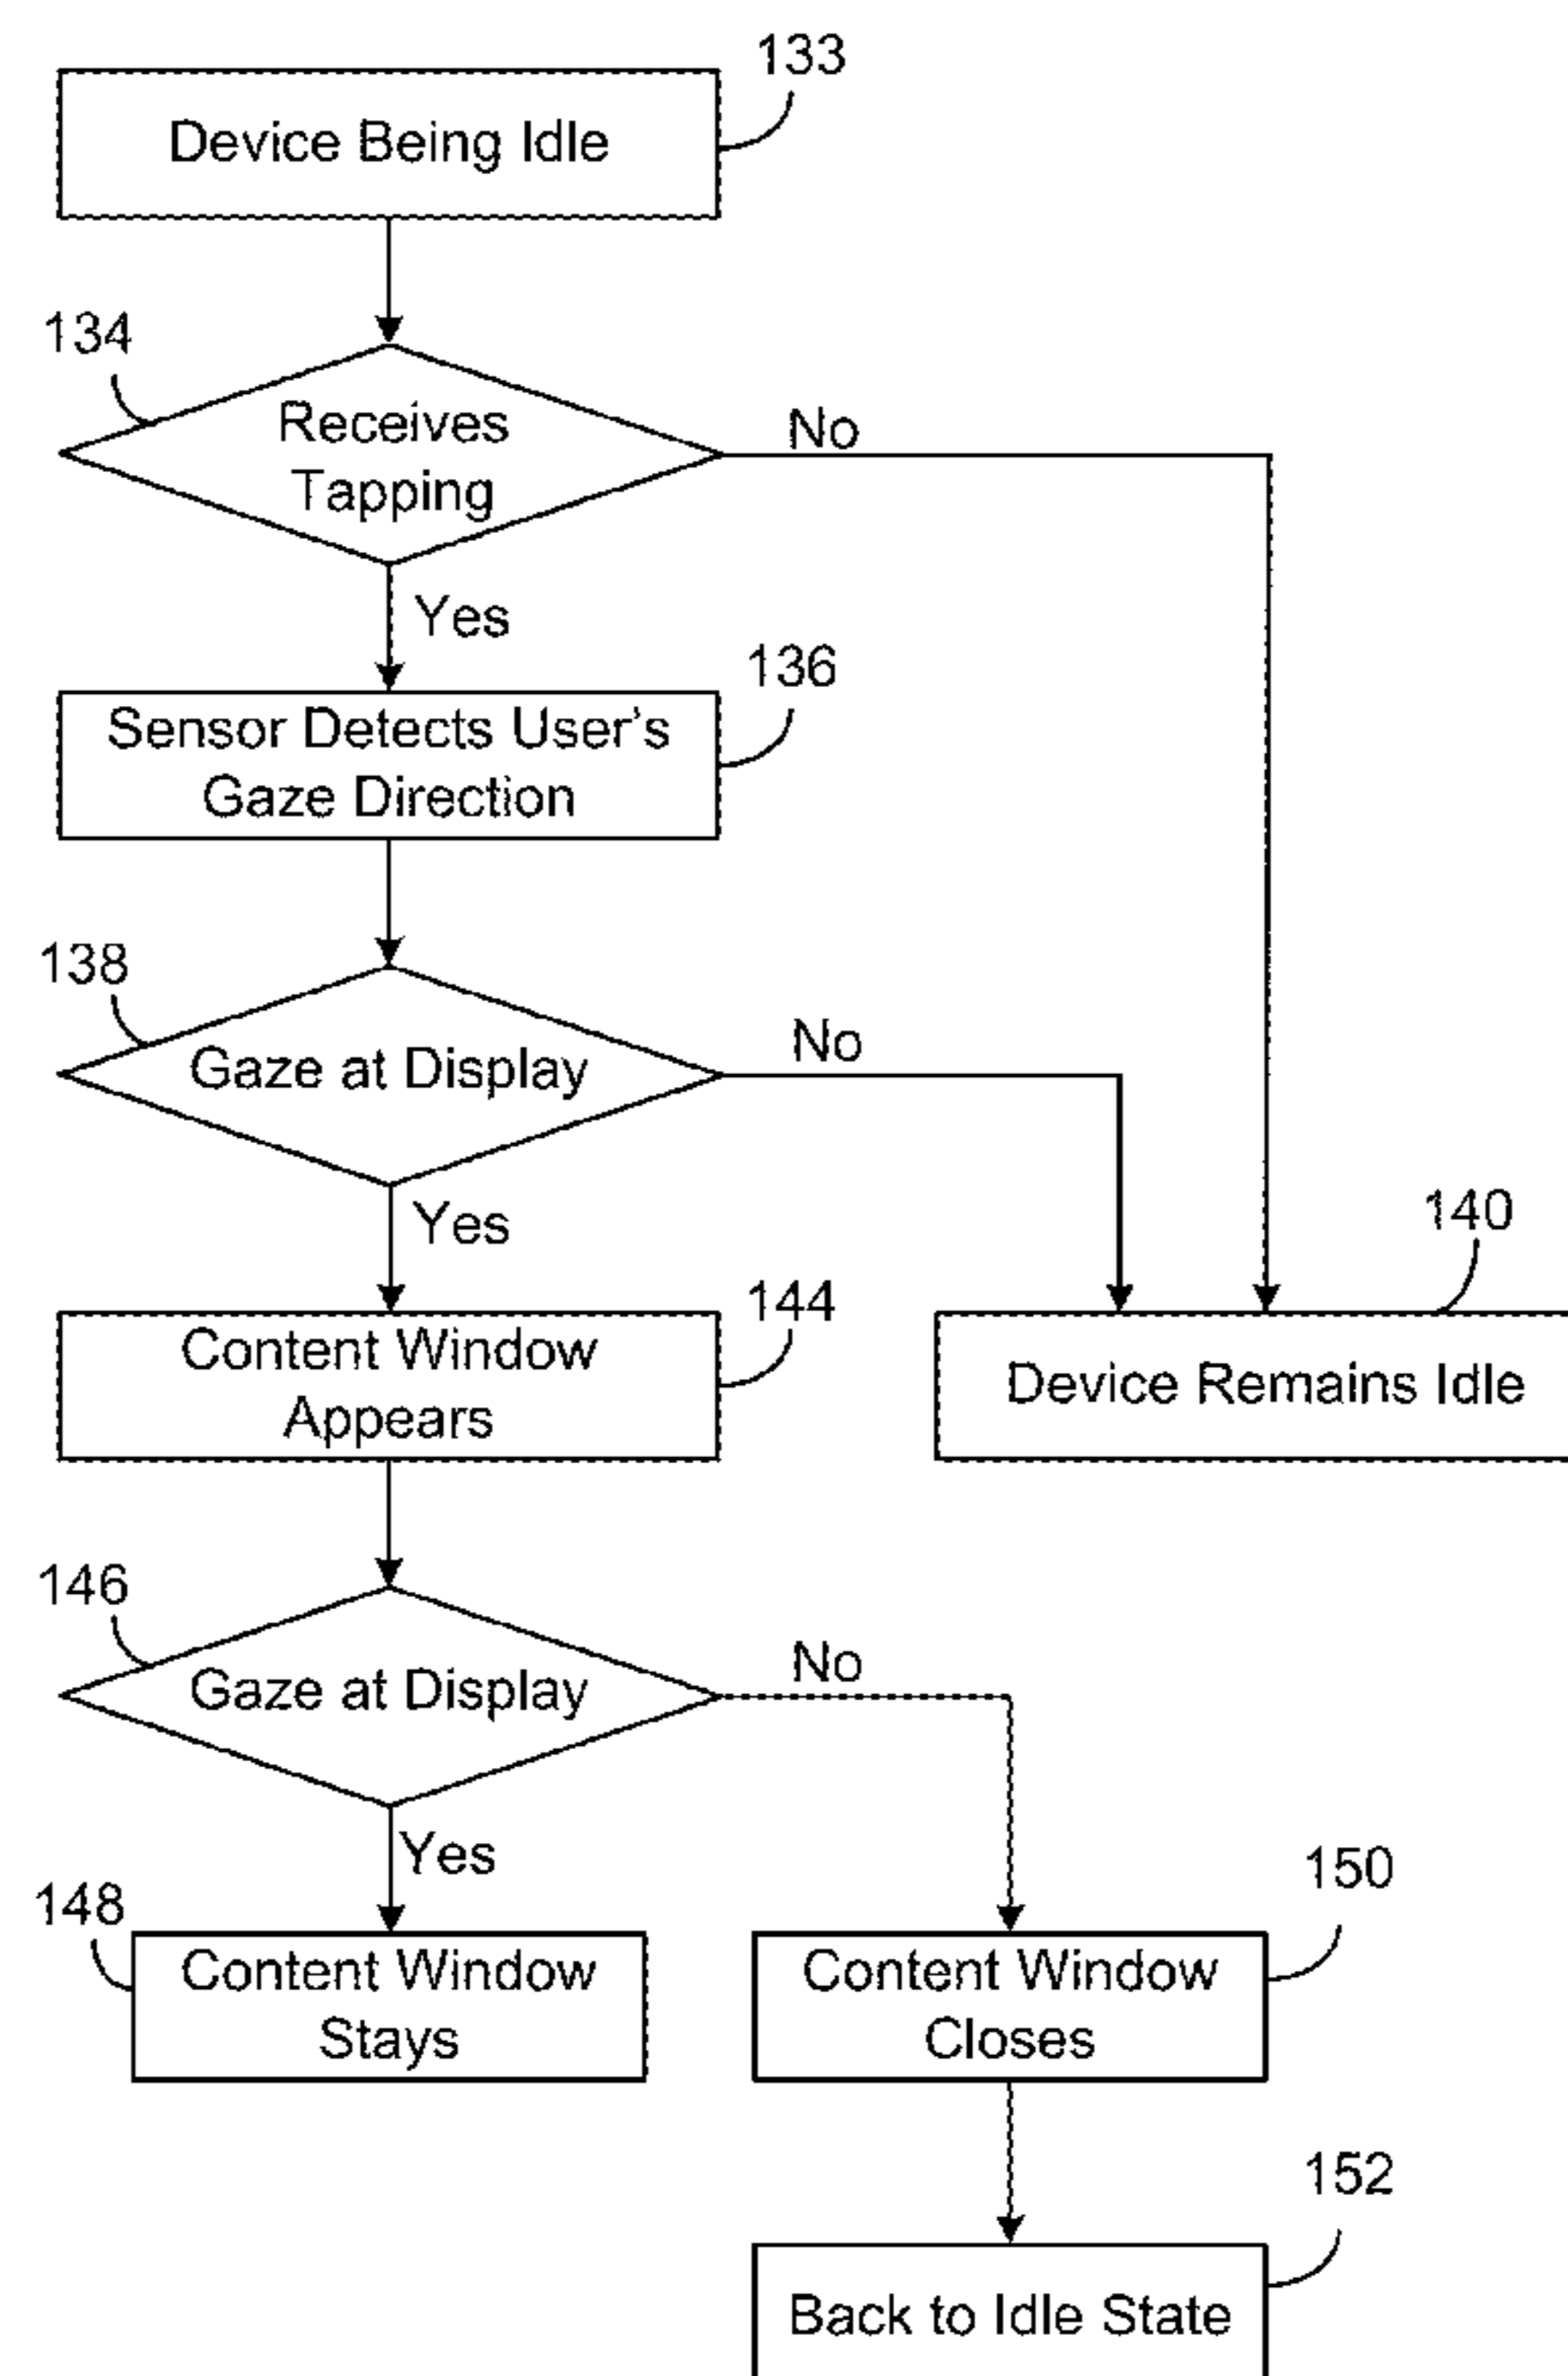 133
Device Being Idle
134
Receives
Tapping
No
Yes
136
Sensor Detects User's
Gaze Direction
138
Gaze at Display
No
Yes
140
144
Content Window
Appears
Device Remains Idle
146
Gaze at Display
No
Yes
148
Content Window
Stays
150
Content Window
Closes
152
Back to Idle State